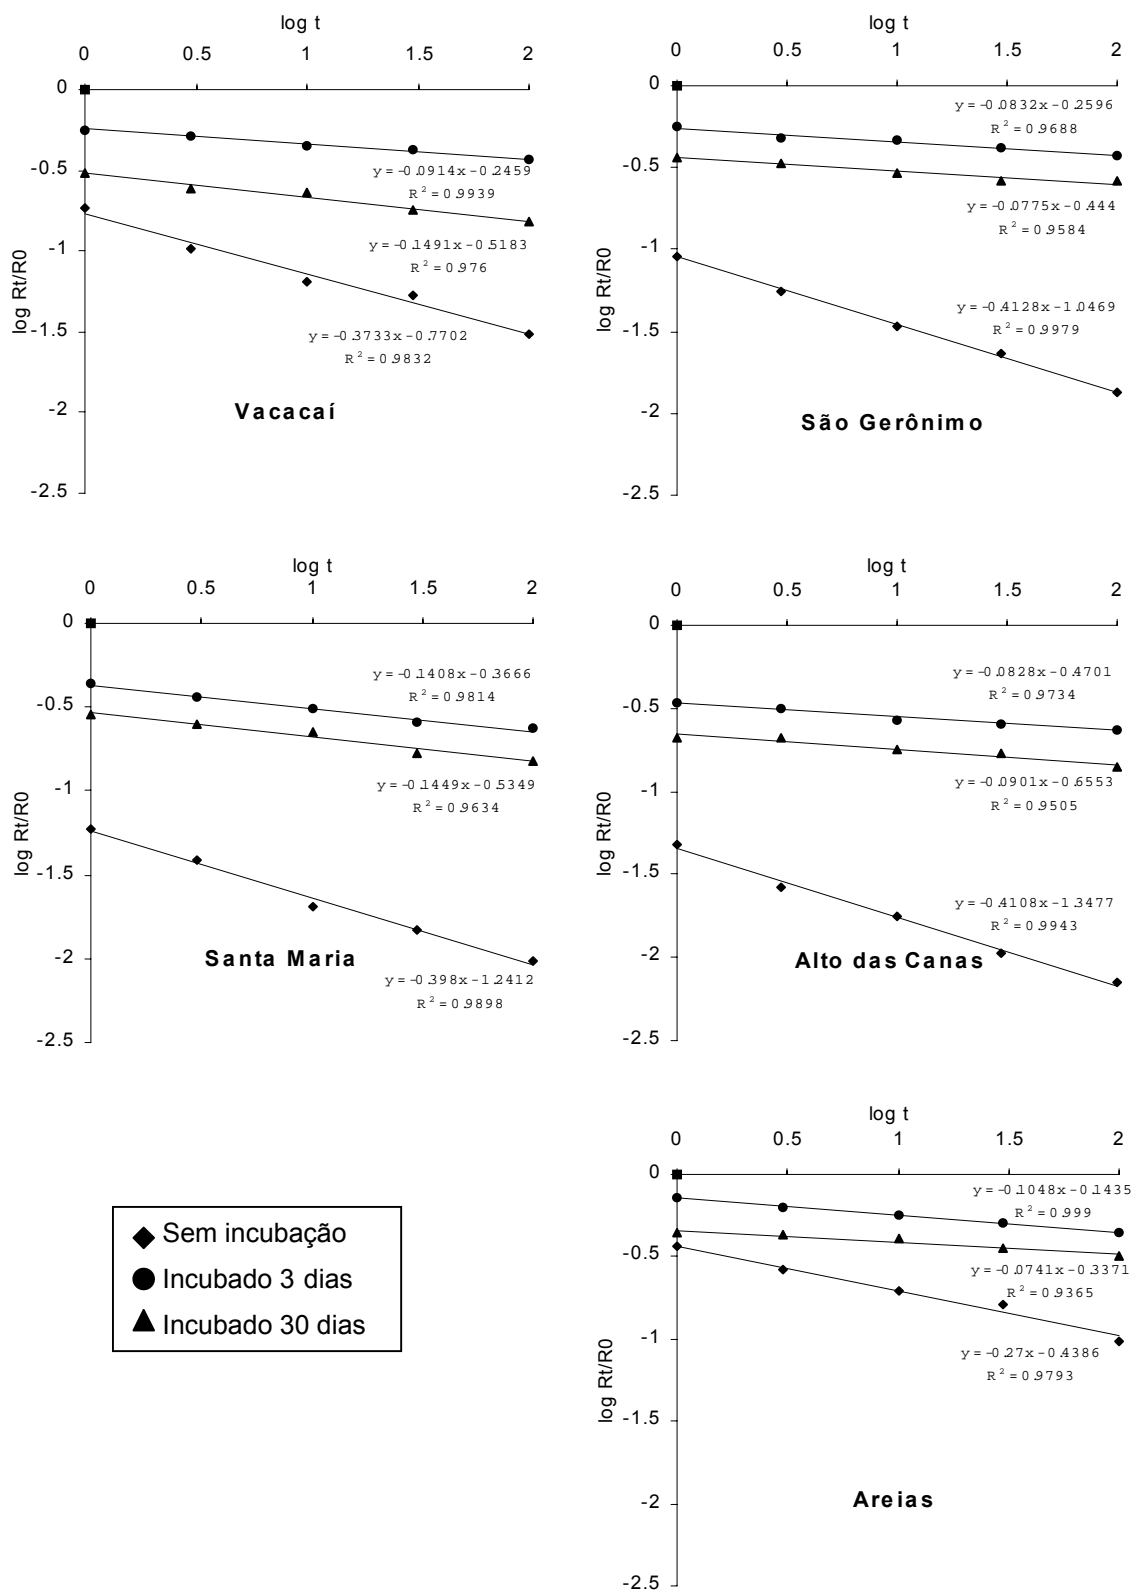 log t
0 0.5 1 1.5 2
0
-0.5
-1
-1.5
-2
-2.5
log Rt/R0
y = -0.0914x - 0.2459
R² = 0.9939
y = -0.1491x - 0.5183
R² = 0.976
y = -0.3733x - 0.7702
R² = 0.9832
Vacacaí
log t
0 0.5 1 1.5 2
0
-0.5
-1
-1.5
-2
-2.5
log Rt/R0
y = -0.0832x - 0.2596
R² = 0.9688
y = -0.0775x - 0.444
R² = 0.9584
y = -0.4128x - 1.0469
R² = 0.9979
São Gerônimo
log t
0 0.5 1 1.5 2
0
-0.5
-1
-1.5
-2
-2.5
log Rt/R0
y = -0.1408x - 0.3666
R² = 0.9814
y = -0.1449x - 0.5349
R² = 0.9634
Santa Maria
y = -0.398x - 1.2412
R² = 0.9898
log t
0 0.5 1 1.5 2
0
-0.5
-1
-1.5
-2
-2.5
log Rt/R0
y = -0.0828x - 0.4701
R² = 0.9734
y = -0.0901x - 0.6553
R² = 0.9505
y = -0.4108x - 1.3477
R² = 0.9943
Alto das Canas
Sem incubação
Incubado 3 dias
Incubado 30 dias
log t
0 0.5 1 1.5 2
0
-0.5
-1
-1.5
-2
-2.5
log Rt/R0
y = -0.1048x - 0.1435
R² = 0.999
y = -0.0741x - 0.3371
R² = 0.9365
y = -0.27x - 0.4386
R² = 0.9793
Areias